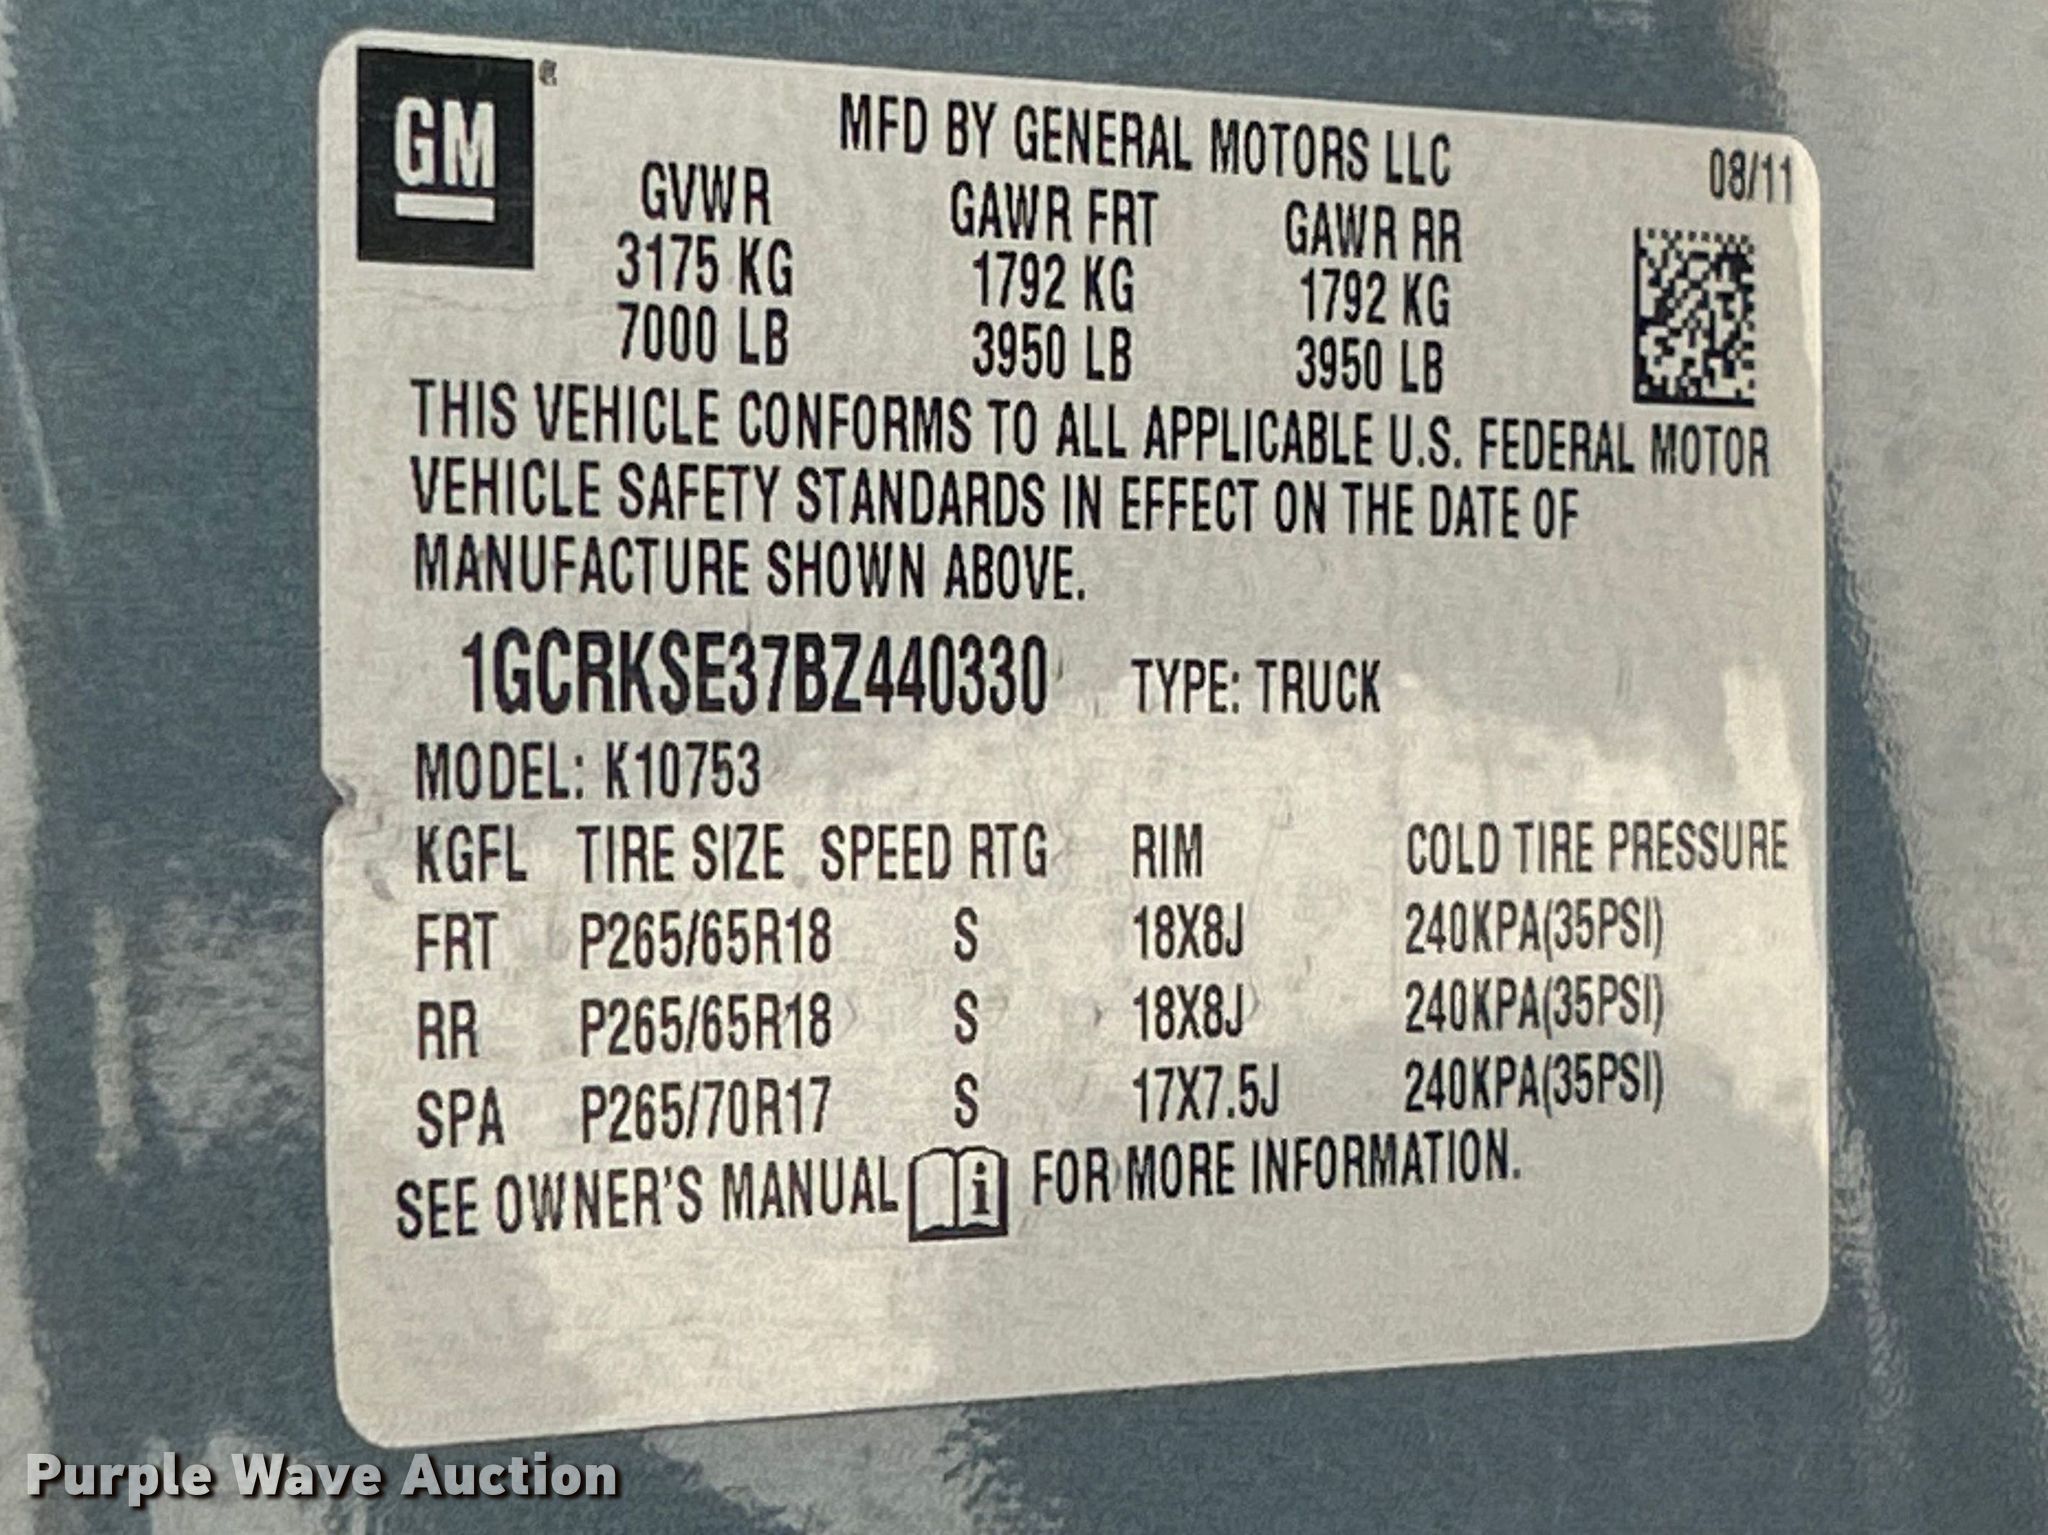 GM®
MFD BY GENERAL MOTORS LLC 08/11
GVWR GAWR FRT GAWR RR
3175 KG 1792 KG 1792 KG
7000 LB 3950 LB 3950 LB
THIS VEHICLE CONFORMS TO ALL APPLICABLE U.S. FEDERAL MOTOR
VEHICLE SAFETY STANDARDS IN EFFECT ON THE DATE OF
MANUFACTURE SHOWN ABOVE.
1GCRKSE37BZ440330 TYPE: TRUCK
MODEL: K10753
KGFL TIRE SIZE SPEED RTG RIM COLD TIRE PRESSURE
FRT P265/65R18 S 18X8J 240KPA(35PSI)
RR P265/65R18 S 18X8J 240KPA(35PSI)
SPA P265/70R17 S 17X7.5J 240KPA(35PSI)
SEE OWNER'S MANUAL i FOR MORE INFORMATION.
Purple Wave Auction